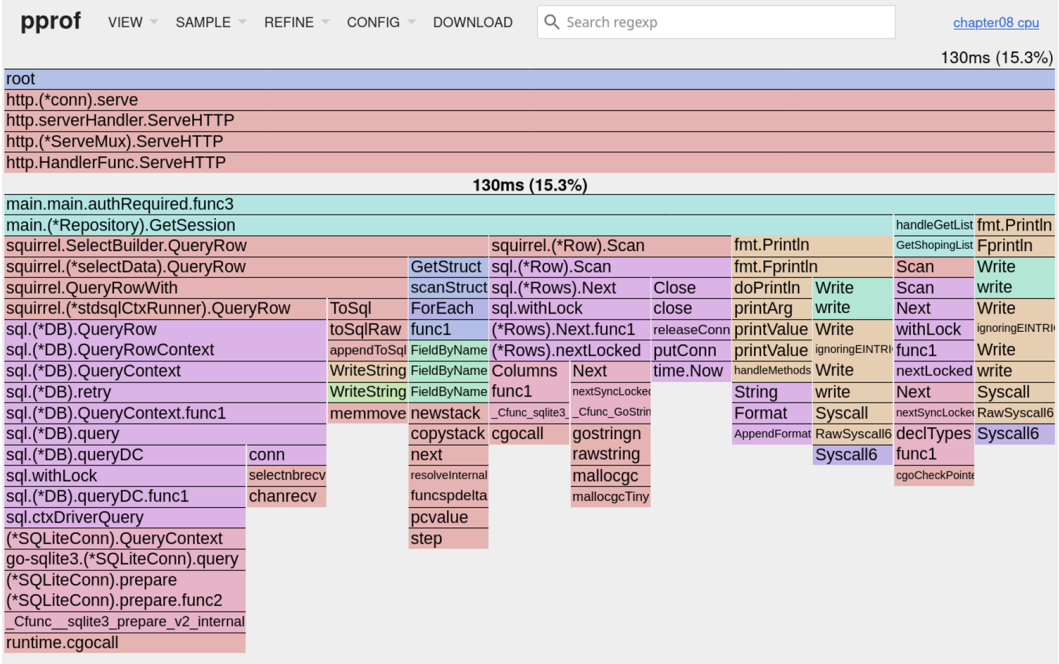 pprof VIEW SAMPLE REFINE CONFIG DOWNLOAD Search regexp chapter08 cpu
130ms (15.3%)
root
http.(*conn).serve
http.serverHandler.ServeHTTP
http.(*ServeMux).ServeHTTP
http.HandlerFunc.ServeHTTP
130ms (15.3%)
main.main.authRequired.func3
main.(*Repository).GetSession handleGetList fmt.Println
squirrel.SelectBuilder.QueryRow squirrel.(*Row).Scan fmt.Println GetShopingList Fprintln
squirrel.(*selectData).QueryRow GetStruct sql.(*Row).Scan fmt.Fprintln Scan Write
squirrel.QueryRowWith scanStruct sql.(*Rows).Next Close doPrintln Write Scan write
squirrel.(*stdsqlCtxRunner).QueryRow ToSql ForEach sql.withLock close printArg write Next Write
sql.(*DB).QueryRow toSqlRaw func1 (*Rows).Next.func1 releaseConn printValue Write withLock ignoringEINTRI
sql.(*DB).QueryRowContext appendToSql FieldByName (*Rows).nextLocked putConn printValue ignoringEINTRI func1 Write
sql.(*DB).QueryContext WriteString FieldByName Columns Next time.Now handleMethods Write nextLocked write
sql.(*DB).retry WriteString FieldByName func1 nextSyncLocked String write Next Syscall
sql.(*DB).QueryContext.func1 memmove newstack _Cfunc_sqlite3_ _Cfunc_GoStrin Format Syscall nextSyncLocked RawSyscall6
sql.(*DB).query copystack cgocall gostringn AppendFormat RawSyscall6 declTypes Syscall6
sql.(*DB).queryDC conn next rawstring Syscall6 func1
sql.withLock selectnbrecv resolveInternal mallocgc cgoCheckPointe
sql.(*DB).queryDC.func1 chanrecv funcspdelta mallocgcTiny
sql.ctxDriverQuery pcvalue
(*SQLiteConn).QueryContext step
go-sqlite3.(*SQLiteConn).query
(*SQLiteConn).prepare
(*SQLiteConn).prepare.func2
_Cfunc__sqlite3_prepare_v2_internal
runtime.cgocall